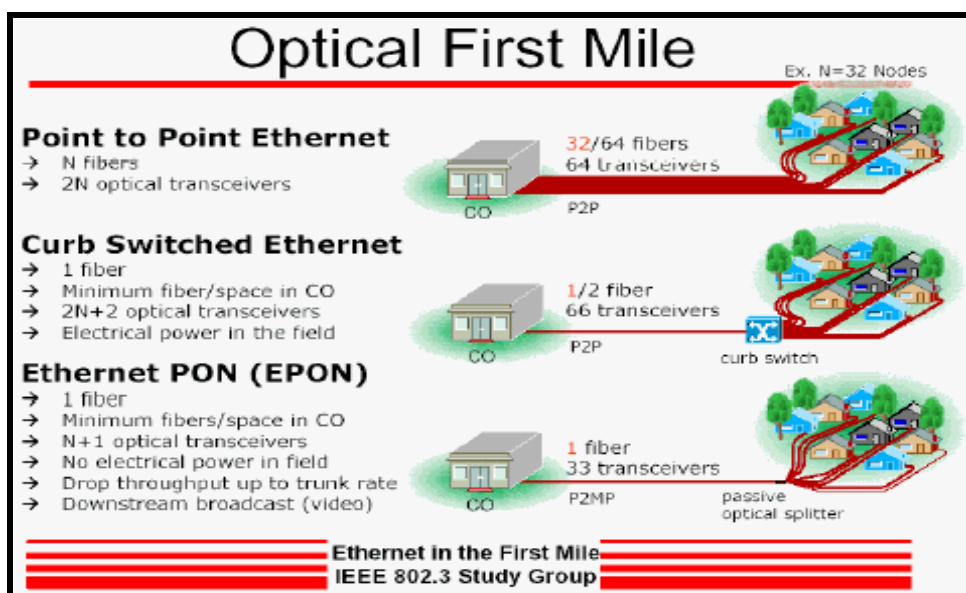 Optical First Mile
Ex. N=32 Nodes
Point to Point Ethernet
→ N fibers
→ 2N optical transceivers
32/64 fibers
64 transceivers
CO
P2P
Curb Switched Ethernet
→ 1 fiber
→ Minimum fiber/space in CO
→ 2N+2 optical transceivers
→ Electrical power in the field
1/2 fiber
66 transceivers
CO
P2P
curb switch
Ethernet PON (EPON)
→ 1 fiber
→ Minimum fibers/space in CO
→ N+1 optical transceivers
→ No electrical power in field
→ Drop throughput up to trunk rate
→ Downstream broadcast (video)
1 fiber
33 transceivers
CO
P2MP
passive
optical splitter
Ethernet in the First Mile
IEEE 802.3 Study Group